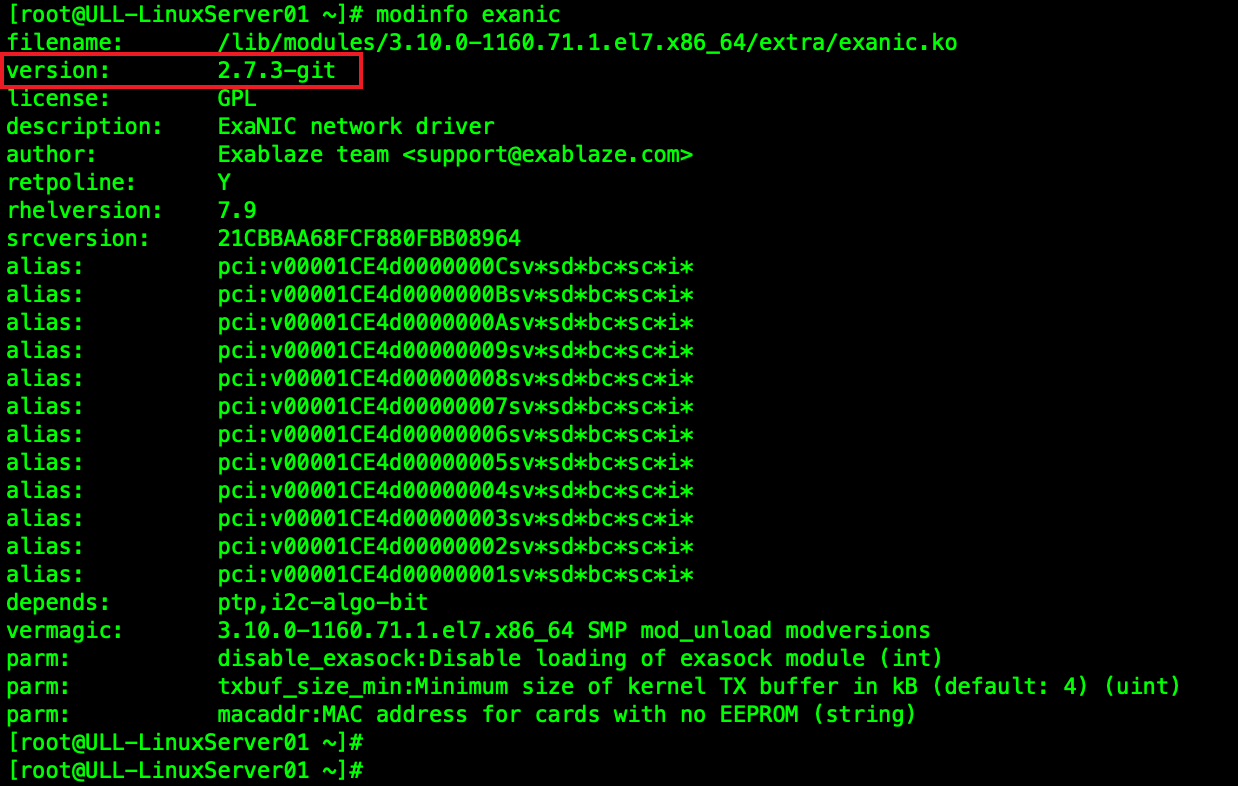 [root@ULL-LinuxServer01 ~]# modinfo exanic
filename:       /lib/modules/3.10.0-1160.71.1.el7.x86_64/extra/exanic.ko
version:        2.7.3-git
license:        GPL
description:    ExaNIC network driver
author:         Exablaze team <support@exablaze.com>
retpoline:      Y
rhelversion:    7.9
srcversion:     21CBBAA68FCF880FBB08964
alias:          pci:v00001CE4d0000000Csv*sd*bc*sc*i*
alias:          pci:v00001CE4d0000000Bsv*sd*bc*sc*i*
alias:          pci:v00001CE4d0000000Asv*sd*bc*sc*i*
alias:          pci:v00001CE4d00000009sv*sd*bc*sc*i*
alias:          pci:v00001CE4d00000008sv*sd*bc*sc*i*
alias:          pci:v00001CE4d00000007sv*sd*bc*sc*i*
alias:          pci:v00001CE4d00000006sv*sd*bc*sc*i*
alias:          pci:v00001CE4d00000005sv*sd*bc*sc*i*
alias:          pci:v00001CE4d00000004sv*sd*bc*sc*i*
alias:          pci:v00001CE4d00000003sv*sd*bc*sc*i*
alias:          pci:v00001CE4d00000002sv*sd*bc*sc*i*
alias:          pci:v00001CE4d00000001sv*sd*bc*sc*i*
depends:        ptp,i2c-algo-bit
vermagic:       3.10.0-1160.71.1.el7.x86_64 SMP mod_unload modversions
parm:           disable_exasock:Disable loading of exasock module (int)
parm:           txbuf_size_min:Minimum size of kernel TX buffer in kB (default: 4) (uint)
parm:           macaddr:MAC address for cards with no EEPROM (string)
[root@ULL-LinuxServer01 ~]#
[root@ULL-LinuxServer01 ~]#